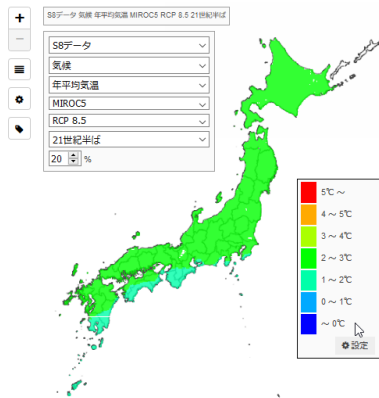 +
S8データ 気候 年平均気温 MIROC5 RCP 8.5 21世紀半ば
−
S8データ
気候
年平均気温
MIROC5
RCP 8.5
21世紀半ば
20 %
5℃ ～
4 ～ 5℃
3 ～ 4℃
2 ～ 3℃
1 ～ 2℃
0 ～ 1℃
～ 0℃
設定